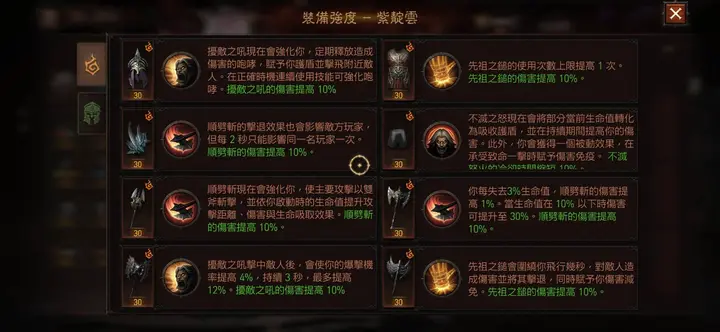 裝備強度 – 紫靛雲
擾敵之吼現在會強化你，定期釋放造成
傷害的咆哮，賦予你護盾並擊飛附近敵
人。在正確時機連續使用技能可強化咆
哮。擾敵之吼的傷害提高 10%
30
先祖之鎚的使用次數上限提高 1 次。
先祖之鎚的傷害提高 10%。
30
順劈斬的擊退效果也會影響敵方玩家，
但每 2 秒只能影響同一名玩家一次。
順劈斬的傷害提高 10%。
30
不滅之怒現在會將部分當前生命值轉化
為吸收護盾，並在持續期間提高你的傷
害。此外，你會獲得一個被動效果，在
承受致命一擊時賦予傷害免疫。不滅
怒火的冷卻時間縮短 10%
30
順劈斬現在會強化你，使主要攻擊以雙
斧斬擊，並依你啟動時的生命值提升攻
擊距離、傷害與生命吸取效果。順劈斬
的傷害提高 10%。
30
你每失去3%生命值，順劈斬的傷害提
高 1%。當生命值在 10% 以下時傷害
可提升至 30%。順劈斬的傷害提高
10%。
30
擾敵之吼擊中敵人後，會使你的爆擊機
率提高 4%，持續 3 秒，最多提高
12%。擾敵之吼的傷害提高 10%
30
先祖之鎚會圍繞你飛行幾秒，對敵人造
成傷害並將其擊退，同時賦予你傷害減
免。先祖之鎚的傷害提高 10%。
30